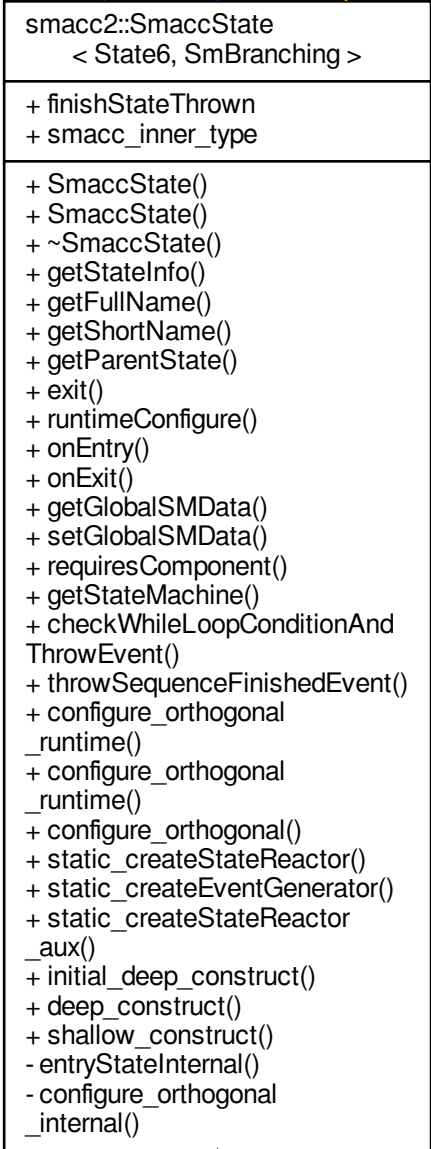 smacc2::SmaccState
< State6, SmBranching >
+ finishStateThrown
+ smacc_inner_type
+ SmaccState()
+ SmaccState()
+ ~SmaccState()
+ getStateInfo()
+ getFullName()
+ getShortName()
+ getParentState()
+ exit()
+ runtimeConfigure()
+ onEntry()
+ onExit()
+ getGlobalSMData()
+ setGlobalSMData()
+ requiresComponent()
+ getStateMachine()
+ checkWhileLoopConditionAnd
ThrowEvent()
+ throwSequenceFinishedEvent()
+ configure_orthogonal
_runtime()
+ configure_orthogonal
_runtime()
+ configure_orthogonal()
+ static_createStateReactor()
+ static_createEventGenerator()
+ static_createStateReactor
_aux()
+ initial_deep_construct()
+ deep_construct()
+ shallow_construct()
- entryStateInternal()
- configure_orthogonal
_internal()